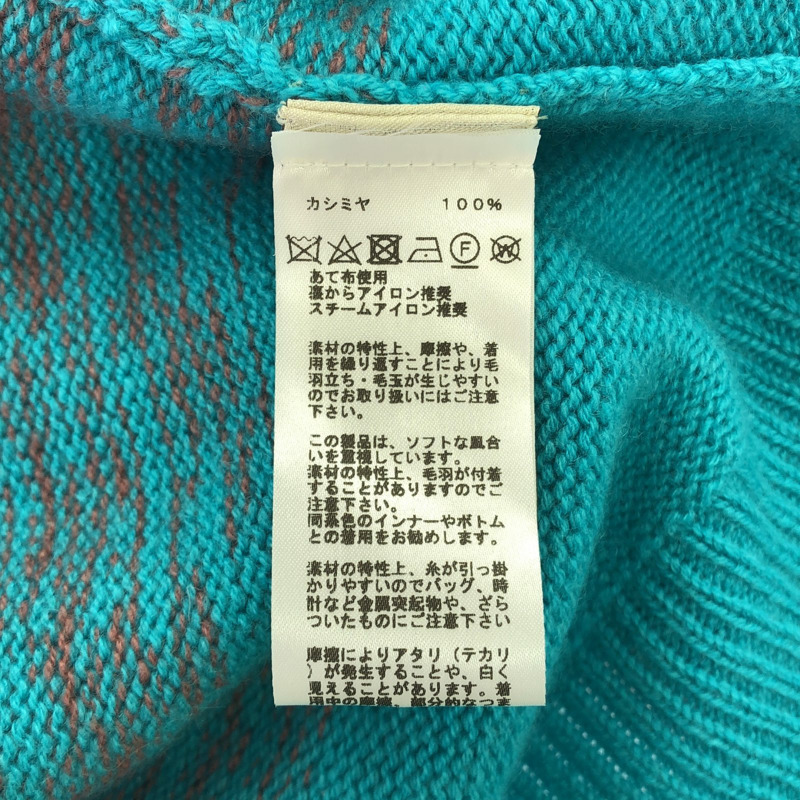 カシミヤ 100%
F W
あて布使用
裏からアイロン推奨
スチームアイロン推奨
素材の特性上、摩擦や、着
用を繰り返すことにより毛
羽立ち・毛玉が生じやすい
のでお取り扱いにはご注意
下さい。
この製品は、ソフトな風合
いを重視しています。
素材の特性上、毛羽が付着
することがありますのでご
注意下さい。
同系色のインナーやボトム
との着用をお勧めします。
素材の特性上、糸が引っ掛
かりやすいのでバッグ、時
計など金属突起物や、ざら
ついたものにご注意下さい
摩擦によりアタリ(テカリ
)が発生することや、白く
見えることがあります。着
用中の摩擦、部分的なつま